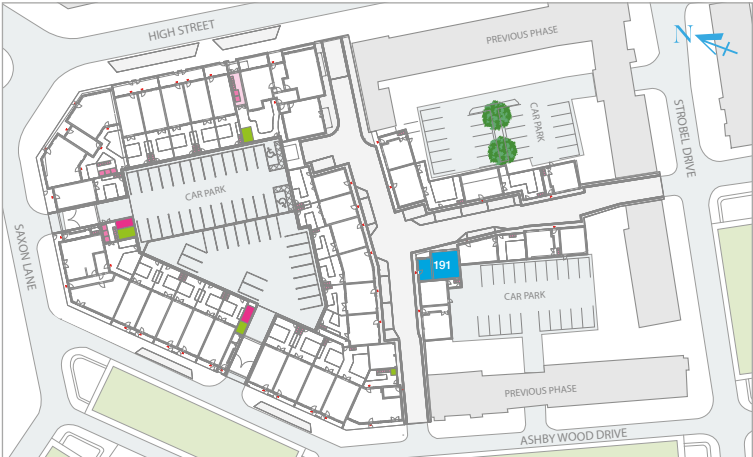 HIGH STREET
PREVIOUS PHASE
N
CAR PARK
STROBEL DRIVE
CAR PARK
SAXON LANE
191
CAR PARK
PREVIOUS PHASE
ASHBY WOOD DRIVE